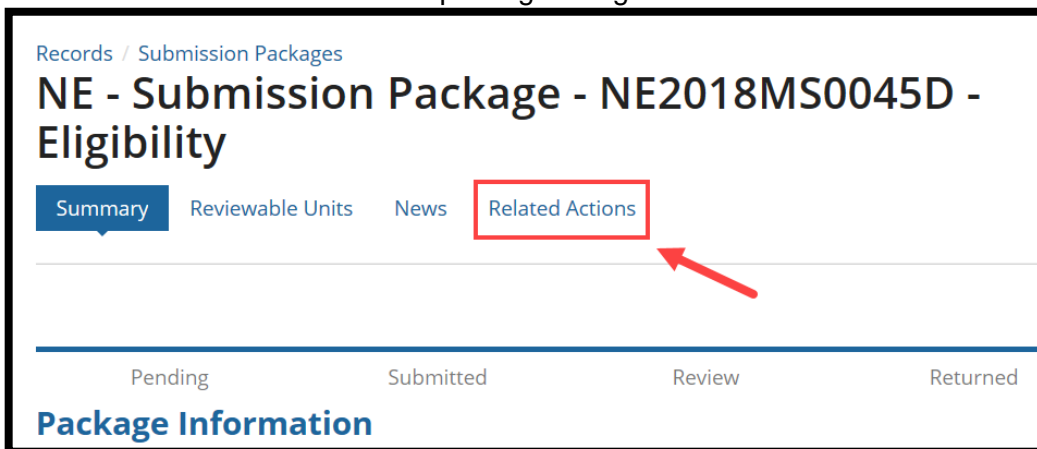 Records / Submission Packages
NE - Submission Package - NE2018MS0045D -
Eligibility
Summary Reviewable Units News Related Actions
Pending Submitted Review Returned
Package Information